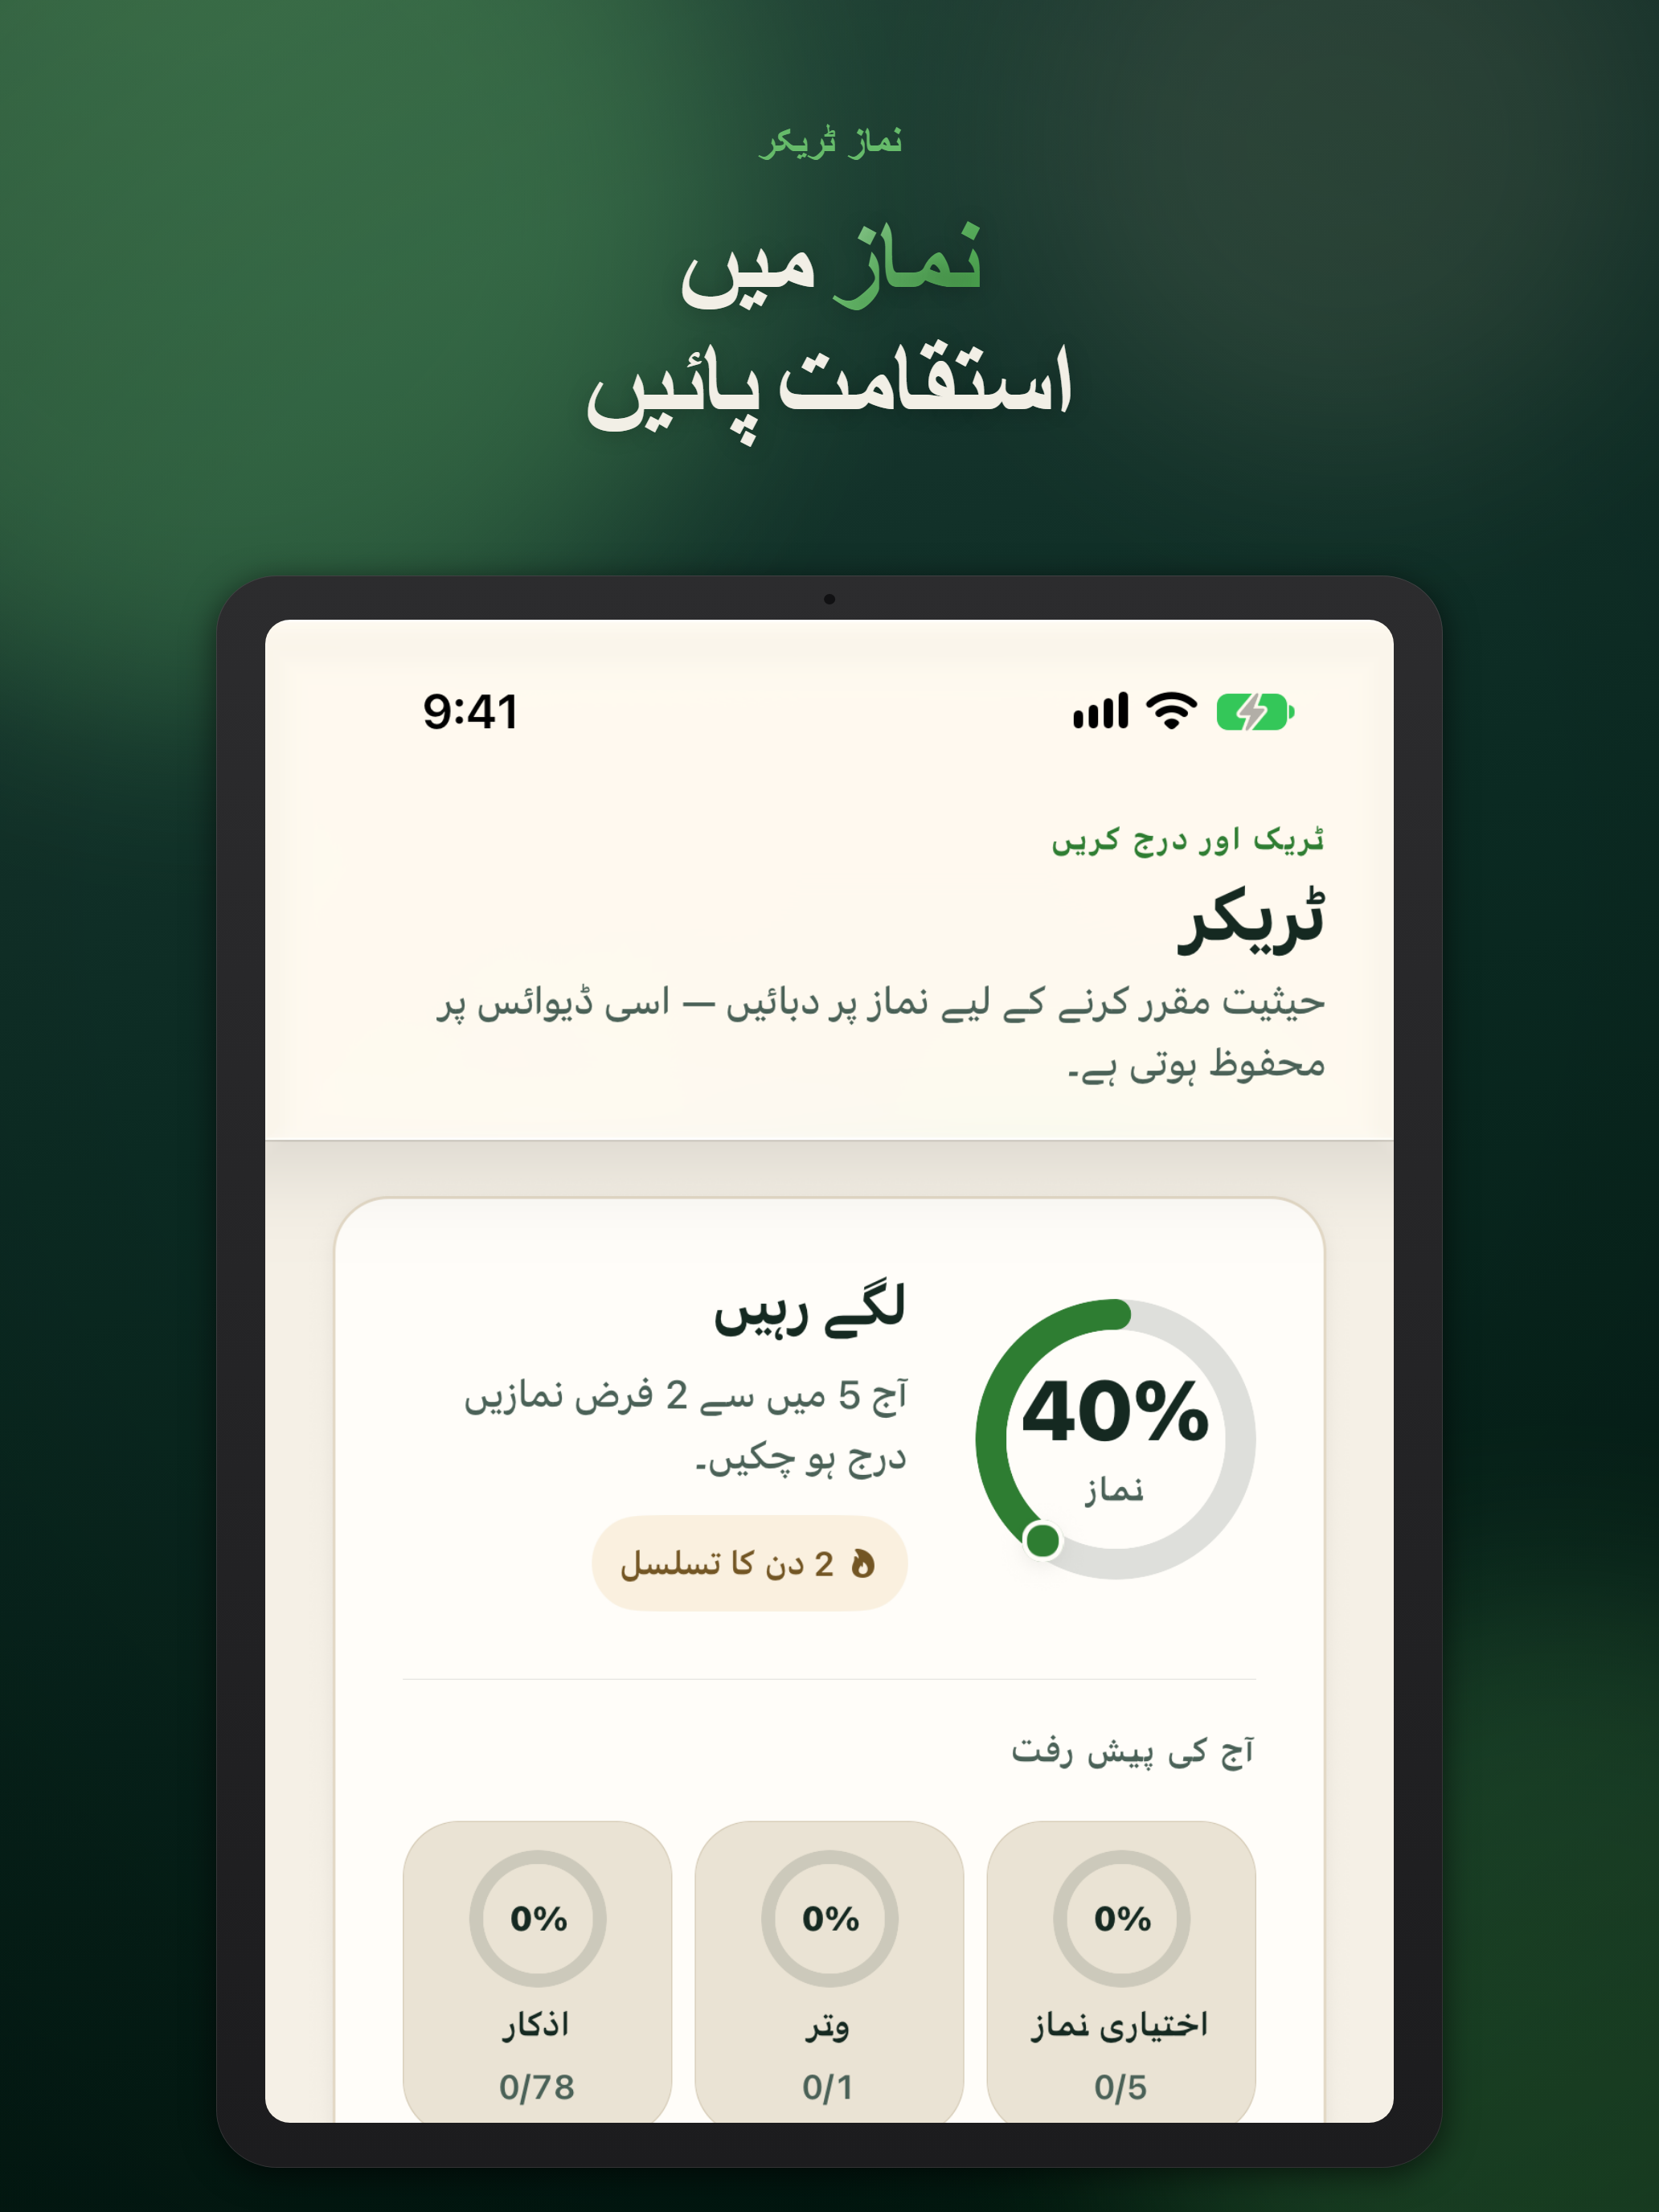 نماز ٹریکر
نماز میں
استقامت پائیں
9:41
ٹریک اور درج کریں
ٹریکر
حیثیت مقرر کرنے کے لیے نماز پر دبائیں — اسی ڈیوائس پر
محفوظ ہوتی ہے۔
40%
نماز
لگے رہیں
آج 5 میں سے 2 فرض نمازیں
درج ہو چکیں۔
2 دن کا تسلسل
آج کی پیش رفت
0%
اختیاری نماز
0/5
0%
وتر
0/1
0%
اذکار
0/78